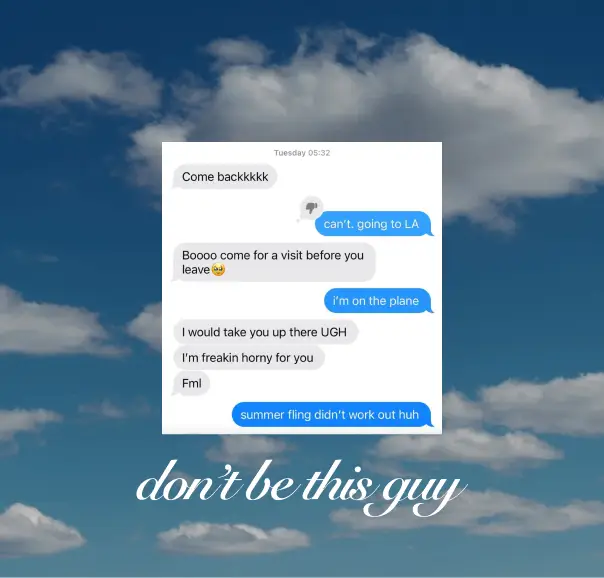 Tuesday 05:32
Come backkkkk
can't. going to LA
Boooo come for a visit before you
leave🥹
i'm on the plane
I would take you up there UGH
I'm freakin horny for you
Fml
summer fling didn't work out huh
don't be this guy